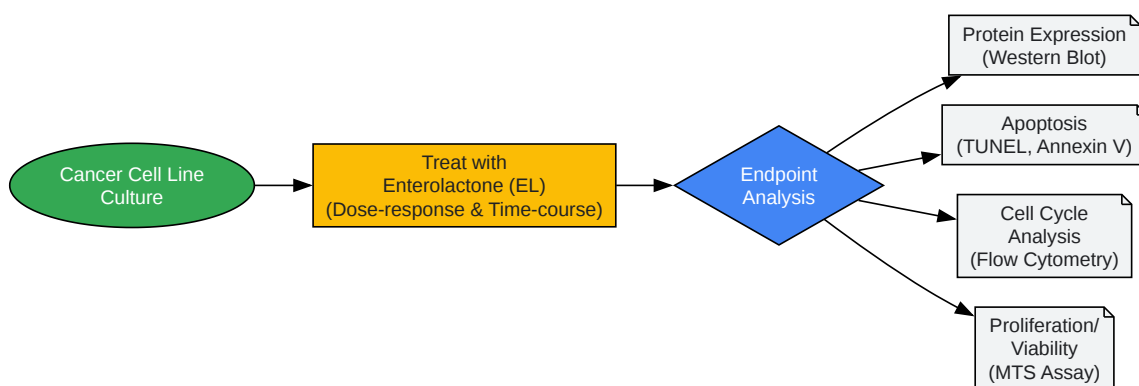 Cancer Cell Line
Culture
Treat with
Enterolactone (EL)
(Dose-response & Time-course)
Endpoint
Analysis
Protein Expression
(Western Blot)
Apoptosis
(TUNEL, Annexin V)
Cell Cycle
Analysis
(Flow Cytometry)
Proliferation/
Viability
(MTS Assay)